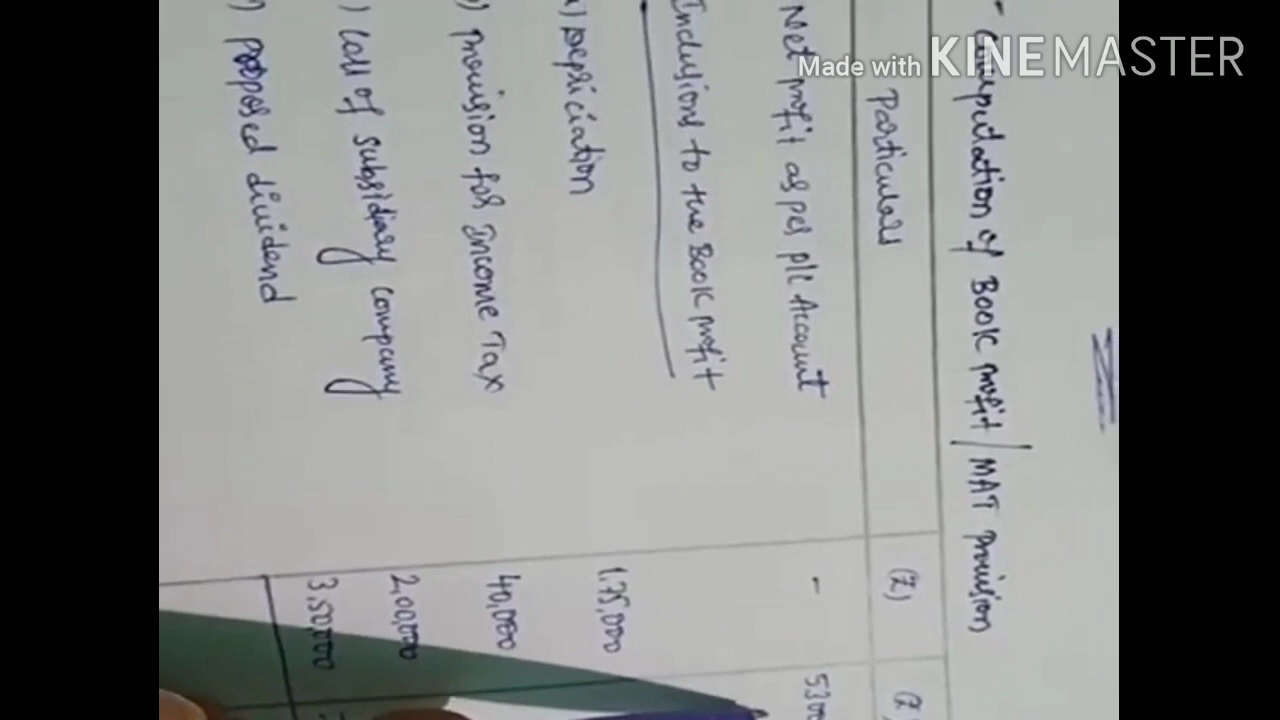 Made with KINEMASTER
- Computation of Book profit / MAT provision
Particulars (₹) (₹)
Net profit as per p/l Account - 5300
Inclusions to the Book profit
a) Depriciation 1,75,000
) provision for Income Tax 40,000
) Loss of subsidiary company 2,00,000
) proposed dividend 3,50,000